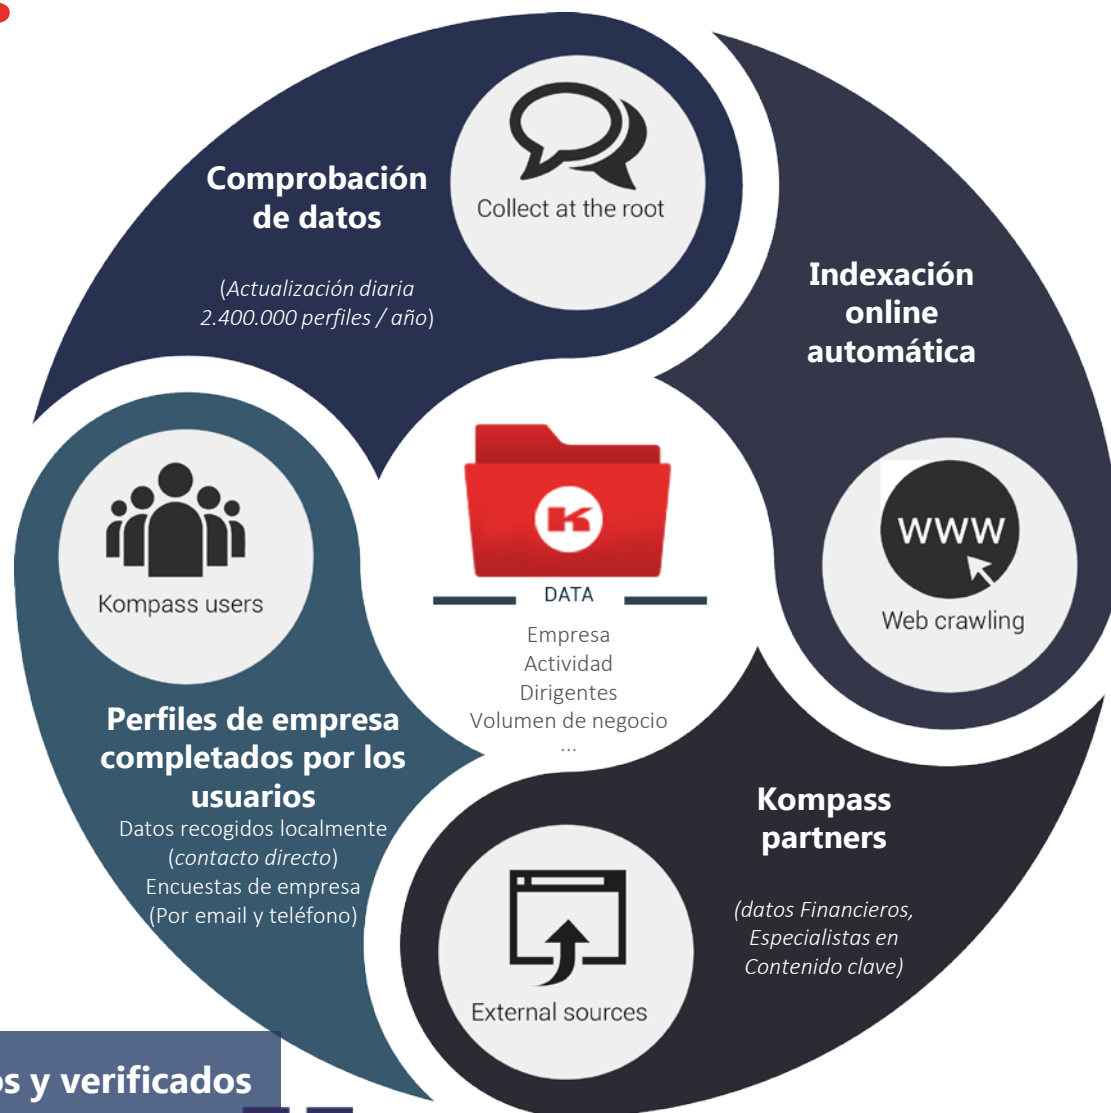 Comprobación
de datos
(Actualización diaria
2.400.000 perfiles / año)
Collect at the root
Indexación
online
automática
www
Web crawling
Kompass users
Perfiles de empresa
completados por los
usuarios
Datos recogidos localmente
(contacto directo)
Encuestas de empresa
(Por email y teléfono)
K
DATA
Empresa
Actividad
Dirigentes
Volumen de negocio
...
Kompass
partners
(datos Financieros,
Especialistas en
Contenido clave)
External sources
y verificados